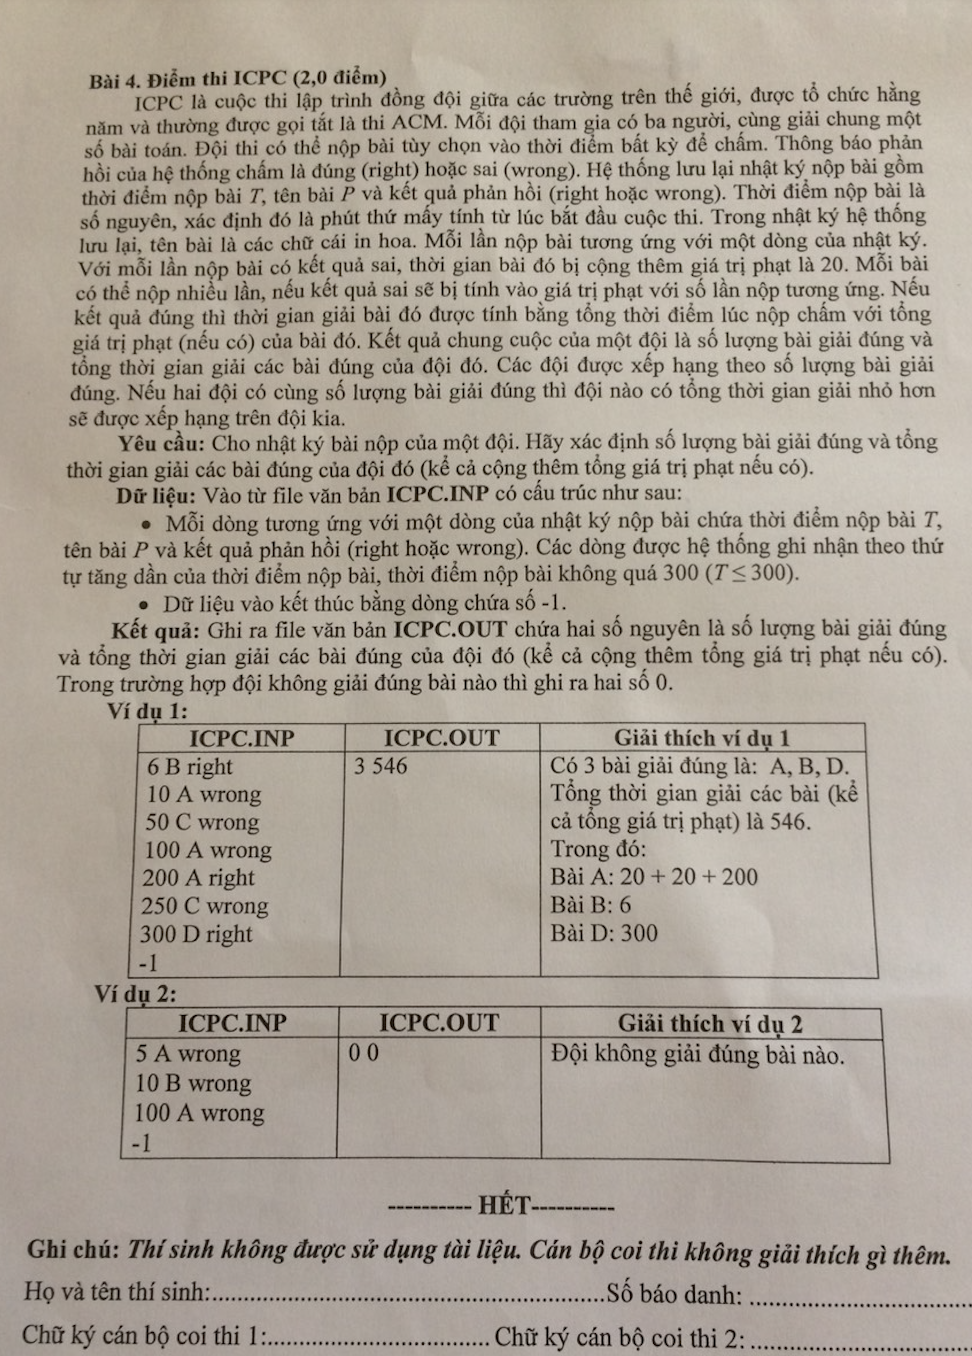 Bài 4. Điểm thi ICPC (2,0 điểm)
ICPC là cuộc thi lập trình đồng đội giữa các trường trên thế giới, được tổ chức hằng
năm và thường được gọi tắt là thi ACM. Mỗi đội tham gia có ba người, cùng giải chung một
số bài toán. Đội thi có thể nộp bài tùy chọn vào thời điểm bất kỳ để chấm. Thông báo phản
hồi của hệ thống chấm là đúng (right) hoặc sai (wrong). Hệ thống lưu lại nhật ký nộp bài gồm
thời điểm nộp bài T, tên bài P và kết quả phản hồi (right hoặc wrong). Thời điểm nộp bài là
số nguyên, xác định đó là phút thứ mấy tính từ lúc bắt đầu cuộc thi. Trong nhật ký hệ thống
lưu lại, tên bài là các chữ cái in hoa. Mỗi lần nộp bài tương ứng với một dòng của nhật ký.
Với mỗi lần nộp bài có kết quả sai, thời gian bài đó bị cộng thêm giá trị phạt là 20. Mỗi bài
có thể nộp nhiều lần, nếu kết quả sai sẽ bị tính vào giá trị phạt với số lần nộp tương ứng. Nếu
kết quả đúng thì thời gian giải bài đó được tính bằng tổng thời điểm lúc nộp chấm với tổng
giá trị phạt (nếu có) của bài đó. Kết quả chung cuộc của một đội là số lượng bài giải đúng và
tổng thời gian giải các bài đúng của đội đó. Các đội được xếp hạng theo số lượng bài giải
đúng. Nếu hai đội có cùng số lượng bài giải đúng thì đội nào có tổng thời gian giải nhỏ hơn
sẽ được xếp hạng trên đội kia.
Yêu cầu: Cho nhật ký bài nộp của một đội. Hãy xác định số lượng bài giải đúng và tổng
thời gian giải các bài đúng của đội đó (kể cả cộng thêm tổng giá trị phạt nếu có).
Dữ liệu: Vào từ file văn bản ICPC.INP có cấu trúc như sau:
• Mỗi dòng tương ứng với một dòng của nhật ký nộp bài chứa thời điểm nộp bài T,
tên bài P và kết quả phản hồi (right hoặc wrong). Các dòng được hệ thống ghi nhận theo thứ
tự tăng dần của thời điểm nộp bài, thời điểm nộp bài không quá 300 (T ≤ 300).
• Dữ liệu vào kết thúc bằng dòng chứa số -1.
Kết quả: Ghi ra file văn bản ICPC.OUT chứa hai số nguyên là số lượng bài giải đúng
và tổng thời gian giải các bài đúng của đội đó (kể cả cộng thêm tổng giá trị phạt nếu có).
Trong trường hợp đội không giải đúng bài nào thì ghi ra hai số 0.
Ví dụ 1:
ICPC.INP ICPC.OUT Giải thích ví dụ 1
6 B right 3 546 Có 3 bài giải đúng là: A, B, D.
10 A wrong Tổng thời gian giải các bài (kể
50 C wrong cả tổng giá trị phạt) là 546.
100 A wrong Trong đó:
200 A right Bài A: 20 + 20 + 200
250 C wrong Bài B: 6
300 D right Bài D: 300
-1
Ví dụ 2:
ICPC.INP ICPC.OUT Giải thích ví dụ 2
5 A wrong 0 0 Đội không giải đúng bài nào.
10 B wrong
100 A wrong
-1
---------- HẾT----------
Ghi chú: Thí sinh không được sử dụng tài liệu. Cán bộ coi thi không giải thích gì thêm.
Họ và tên thí sinh:.......................................................Số báo danh: ................................
Chữ ký cán bộ coi thi 1:................................ Chữ ký cán bộ coi thi 2: ................................